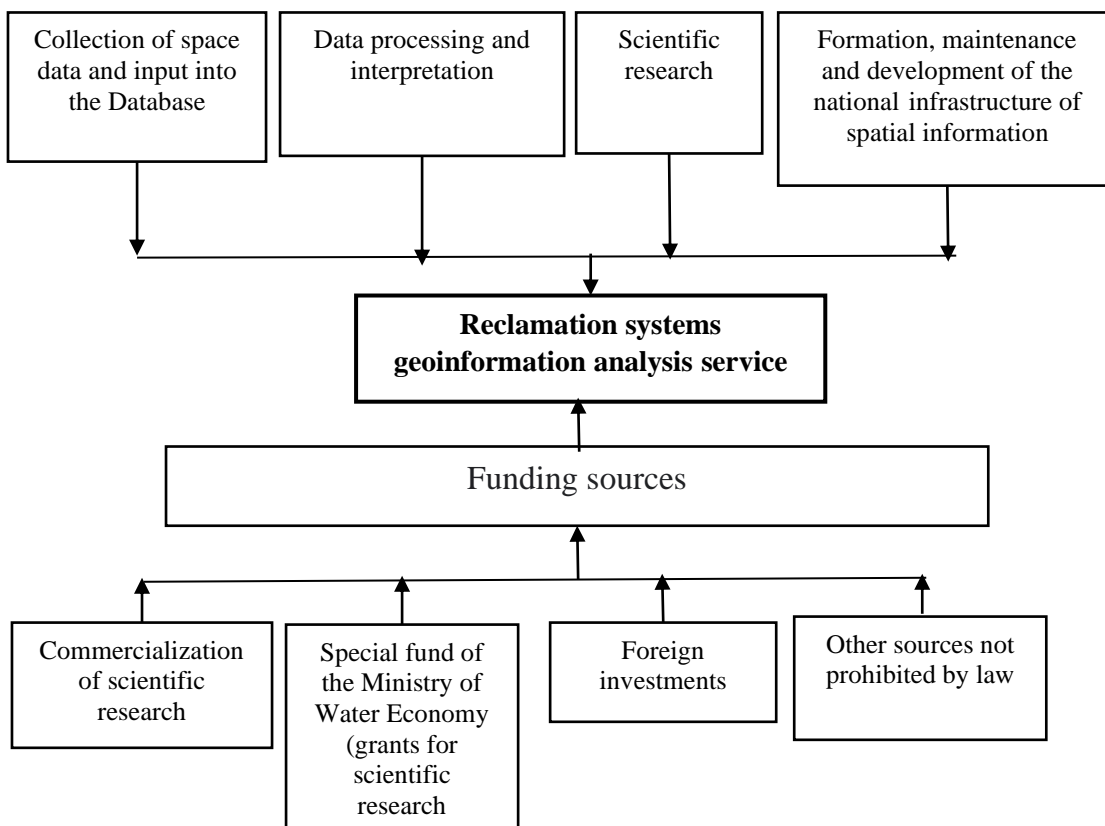 Collection of space
data and input into
the Database
Data processing and
interpretation
Scientific
research
Formation, maintenance
and development of the
national infrastructure of
spatial information
Reclamation systems
geoinformation analysis service
Funding sources
Commercialization
of scientific
research
Special fund of
the Ministry of
Water Economy
(grants for
scientific
research
Foreign
investments
Other sources not
prohibited by law